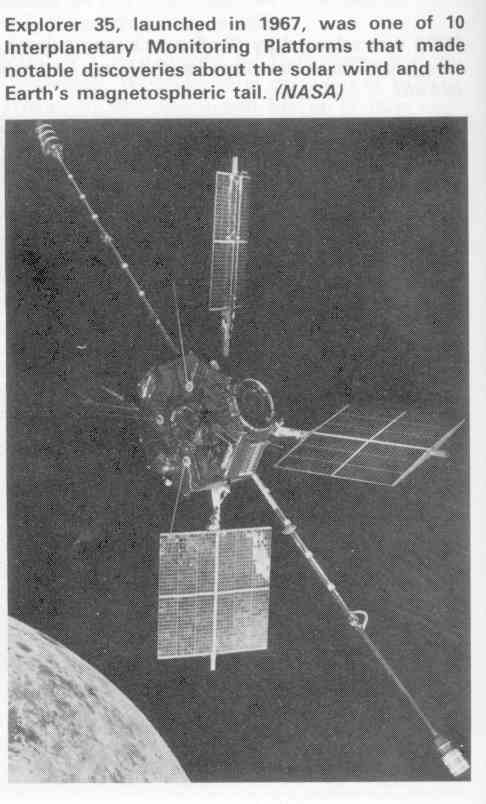 Explorer 35, launched in 1967, was one of 10
Interplanetary Monitoring Platforms that made
notable discoveries about the solar wind and the
Earth's magnetospheric tail. (NASA)